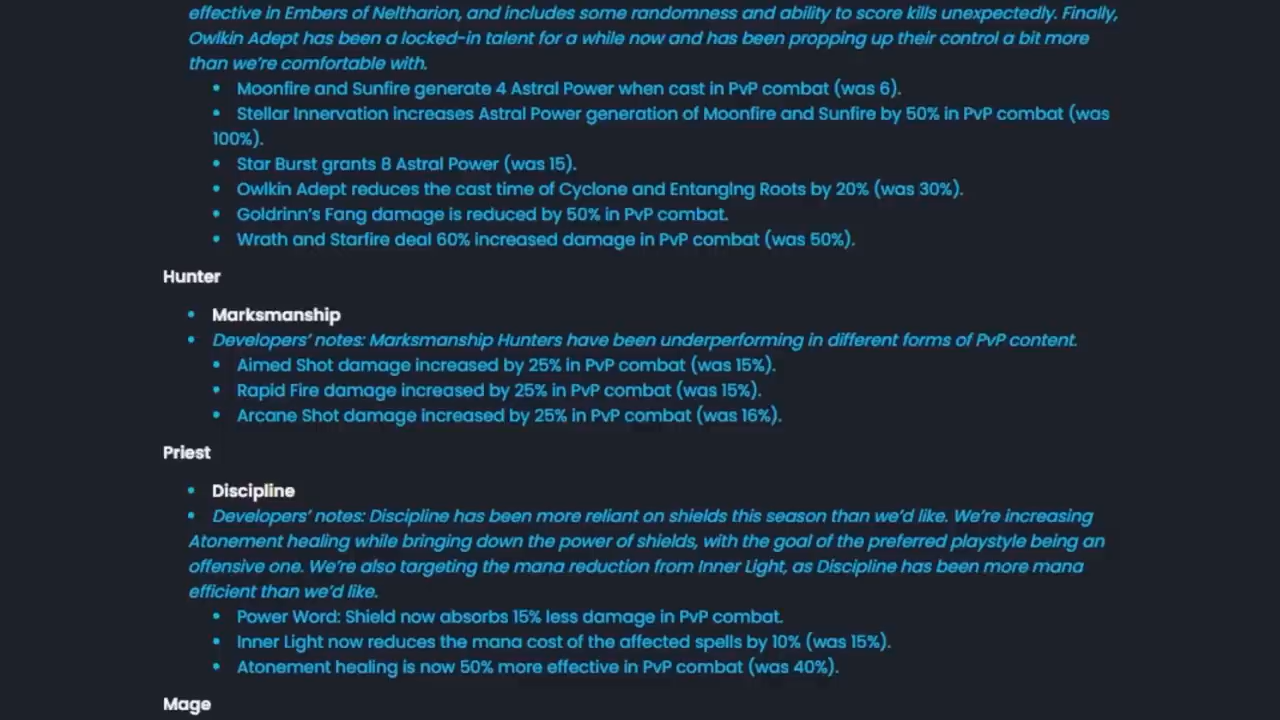 effective in Embers of Neltharion, and includes some randomness and ability to score kills unexpectedly. Finally,
Owlkin Adept has been a locked-in talent for a while now and has been propping up their control a bit more
than we're comfortable with.
• Moonfire and Sunfire generate 4 Astral Power when cast in PvP combat (was 6).
• Stellar Innervation increases Astral Power generation of Moonfire and Sunfire by 50% in PvP combat (was
100%).
• Star Burst grants 8 Astral Power (was 15).
• Owlkin Adept reduces the cast time of Cyclone and Entangling Roots by 20% (was 30%).
• Goldrinn's Fang damage is reduced by 50% in PvP combat.
• Wrath and Starfire deal 60% increased damage in PvP combat (was 50%).
Hunter
• Marksmanship
• Developers' notes: Marksmanship Hunters have been underperforming in different forms of PvP content.
• Aimed Shot damage increased by 25% in PvP combat (was 15%).
• Rapid Fire damage increased by 25% in PvP combat (was 15%).
• Arcane Shot damage increased by 25% in PvP combat (was 16%).
Priest
• Discipline
• Developers' notes: Discipline has been more reliant on shields this season than we'd like. We're increasing
Atonement healing while bringing down the power of shields, with the goal of the preferred playstyle being an
offensive one. We're also targeting the mana reduction from Inner Light, as Discipline has been more mana
efficient than we'd like.
• Power Word: Shield now absorbs 15% less damage in PvP combat.
• Inner Light now reduces the mana cost of the affected spells by 10% (was 15%).
• Atonement healing is now 50% more effective in PvP combat (was 40%).
Mage